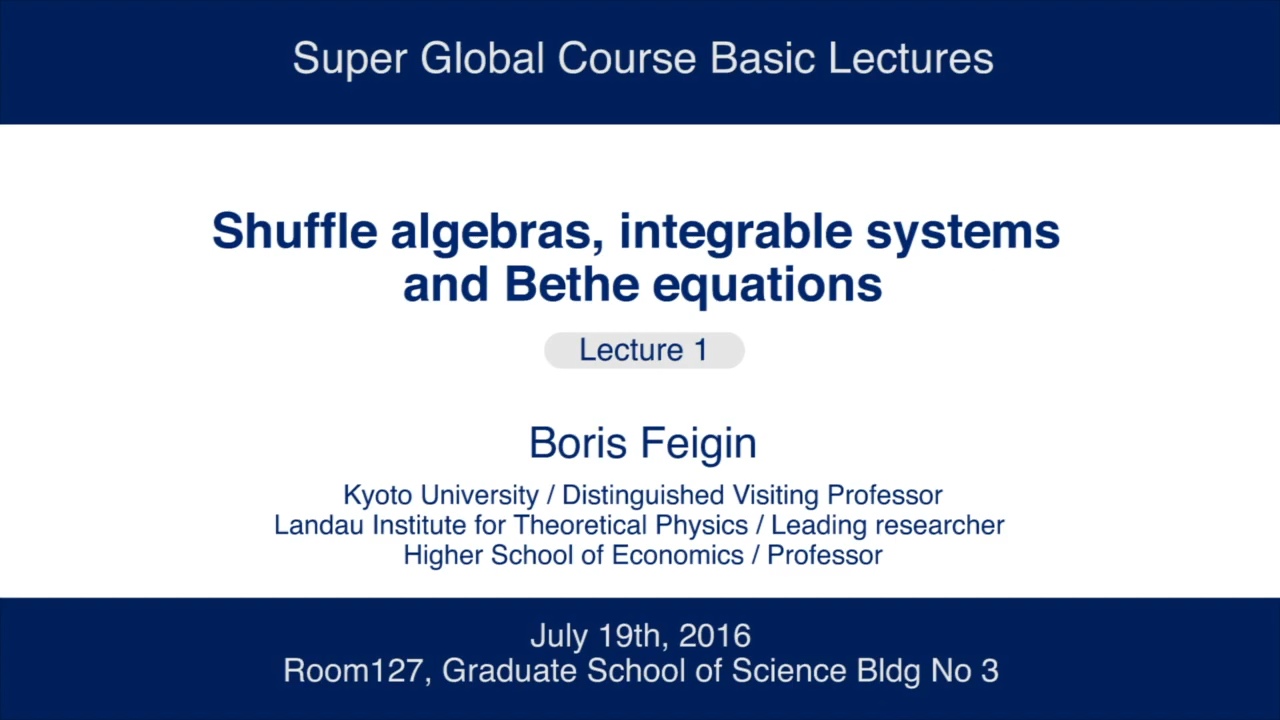 Super Global Course Basic Lectures
Shuffle algebras, integrable systems
and Bethe equations
Lecture 1
Boris Feigin
Kyoto University / Distinguished Visiting Professor
Landau Institute for Theoretical Physics / Leading researcher
Higher School of Economics / Professor
July 19th, 2016
Room127, Graduate School of Science Bldg No 3